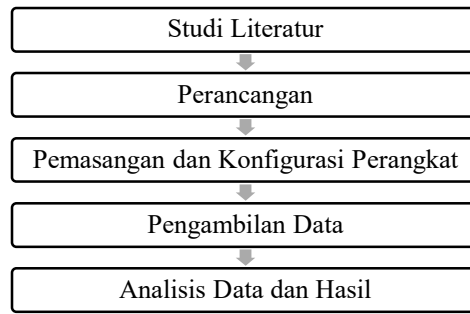 Studi Literatur
Perancangan
Pemasangan dan Konfigurasi Perangkat
Pengambilan Data
Analisis Data dan Hasil